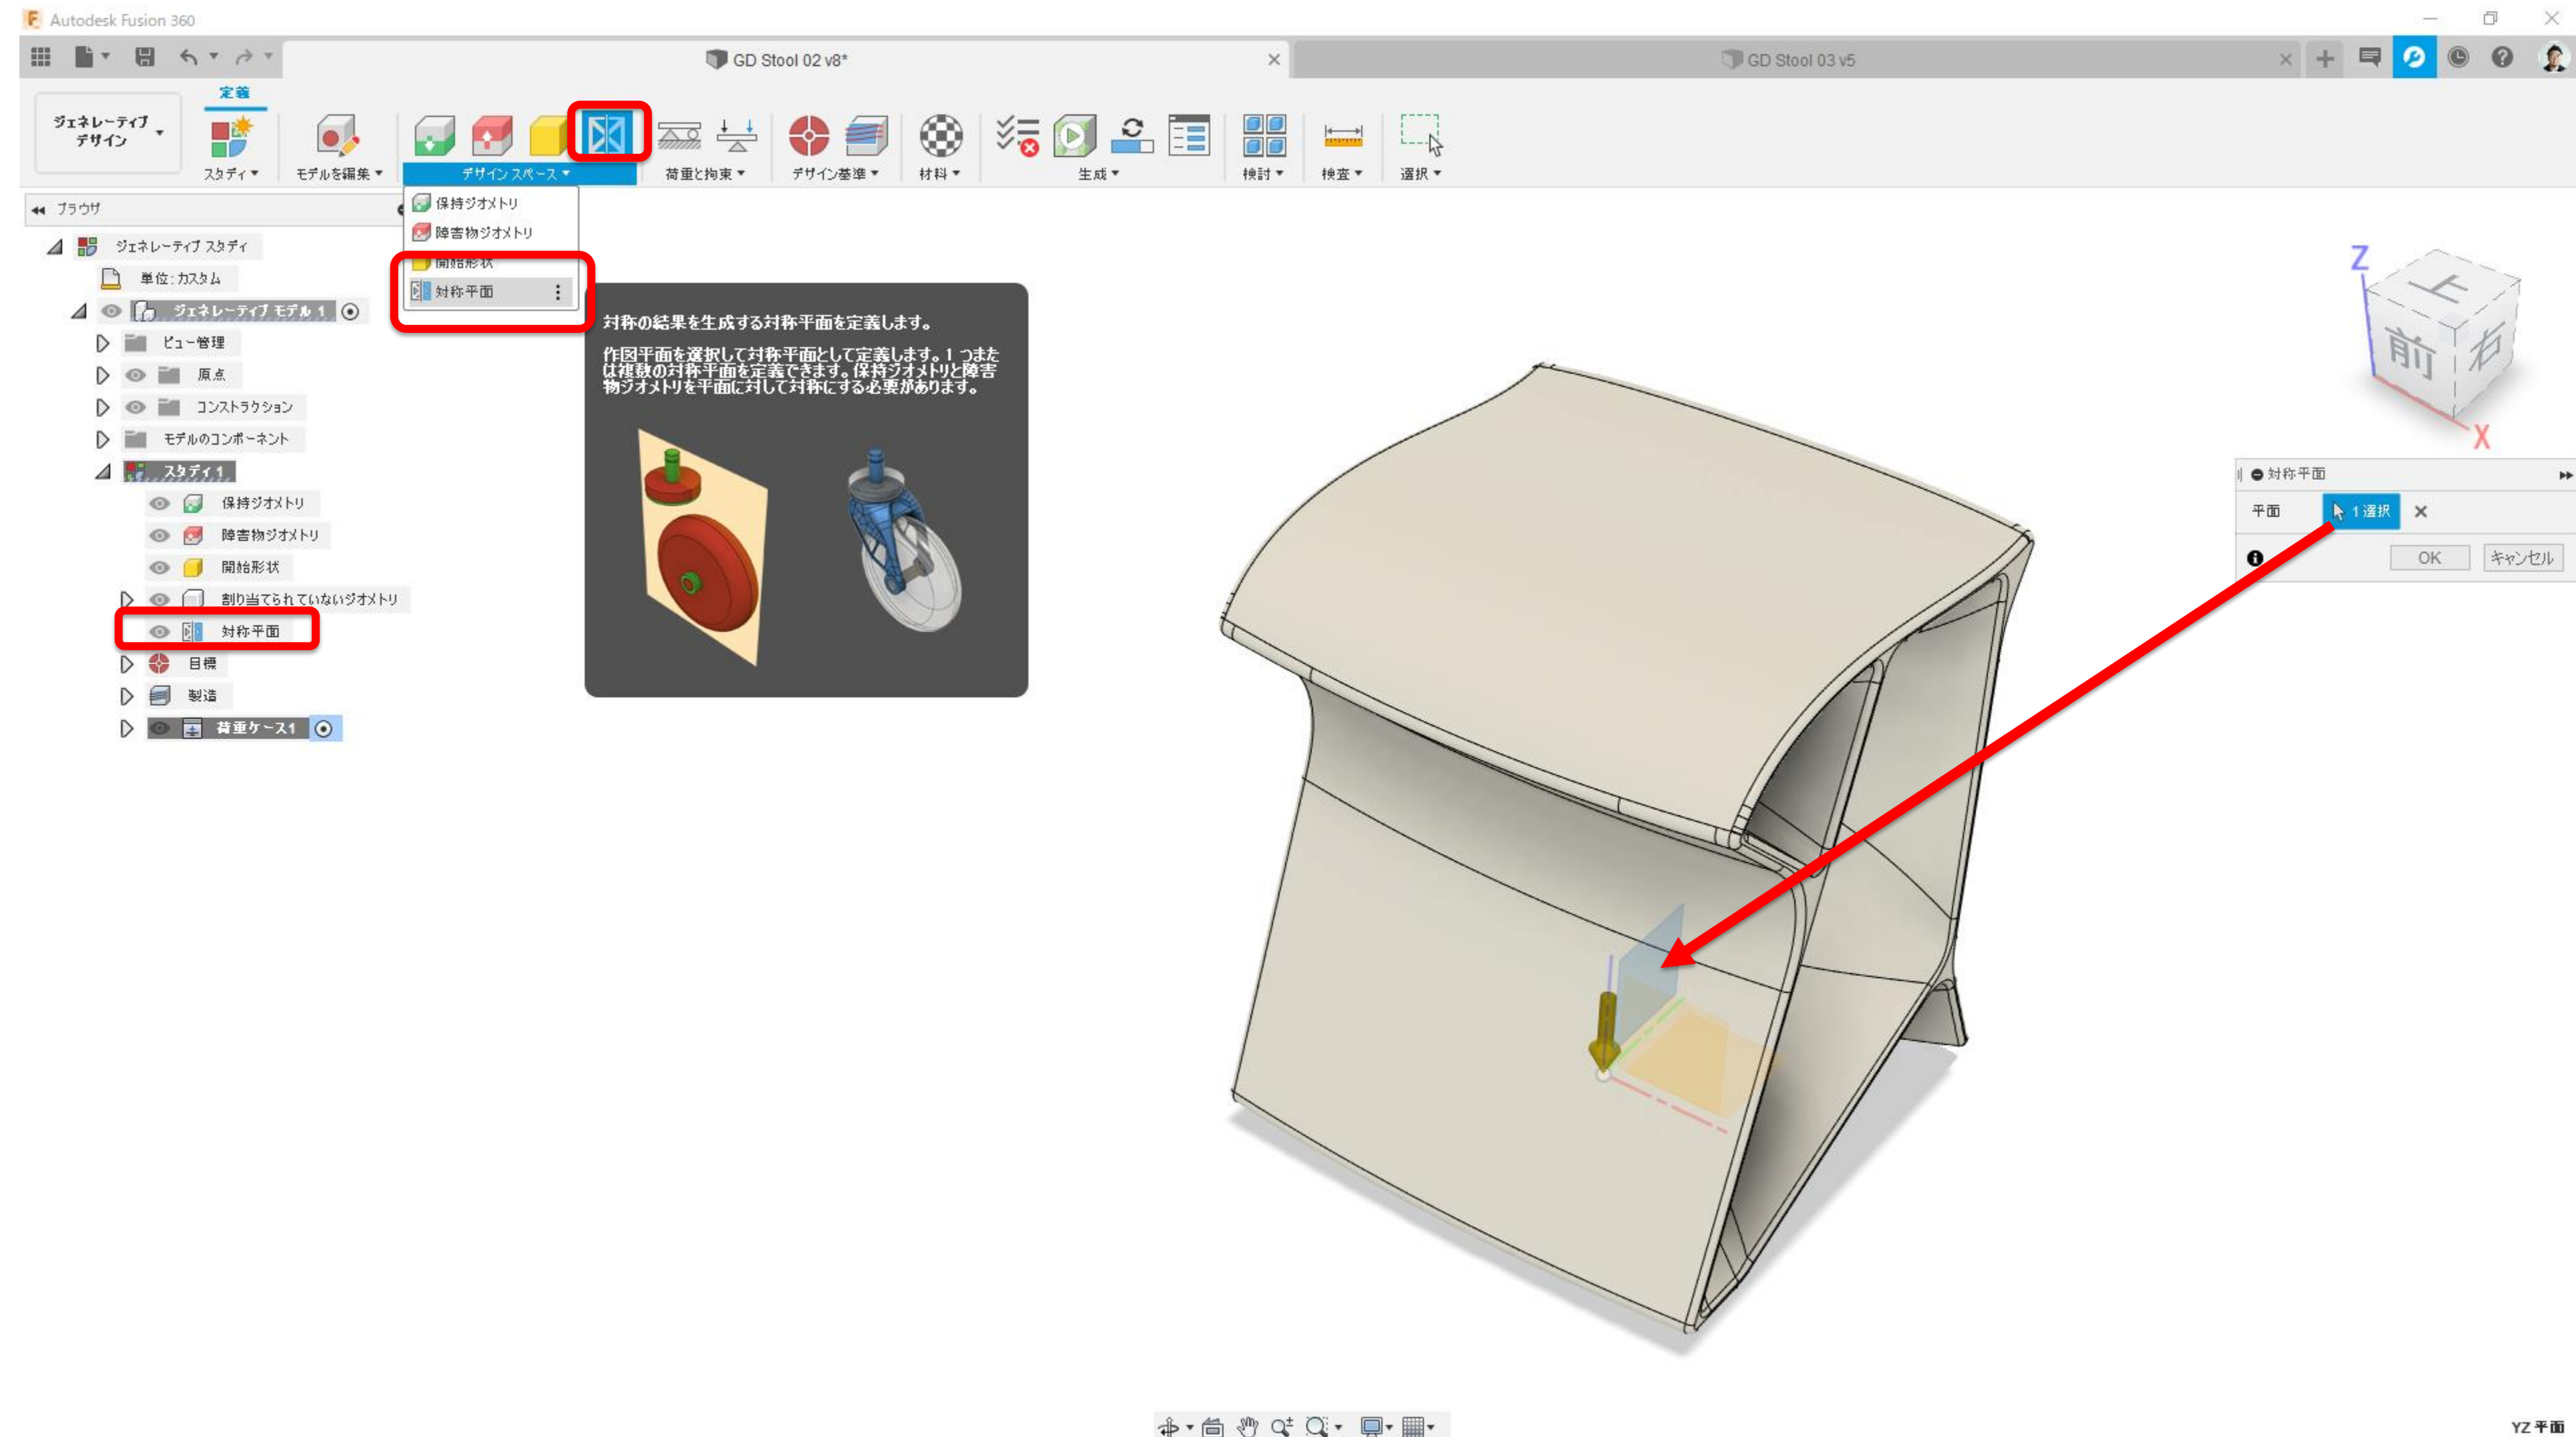 Autodesk Fusion 360
GD Stool 02 v8*
GD Stool 03 v5
定義
ジェネレーティブ
デザイン
スタディ
モデルを編集
デザイン スペース
荷重と拘束
デザイン基準
材料
生成
検討
検査
選択
ブラウザ
保持ジオメトリ
障害物ジオメトリ
開始形状
対称平面
ジェネレーティブ スタディ
単位: カスタム
ジェネレーティブ モデル 1
ビュー管理
原点
コンストラクション
モデルのコンポーネント
スタディ 1
保持ジオメトリ
障害物ジオメトリ
開始形状
割り当てられていないジオメトリ
対称平面
目標
製造
荷重ケース1
対称の結果を生成する対称平面を定義します。
作図平面を選択して対称平面として定義します。1 つまた
は複数の対称平面を定義できます。保持ジオメトリと障害
物ジオメトリを平面に対して対称にする必要があります。
Z
上
前
右
X
対称平面
平面
1 選択
OK
キャンセル
YZ 平面